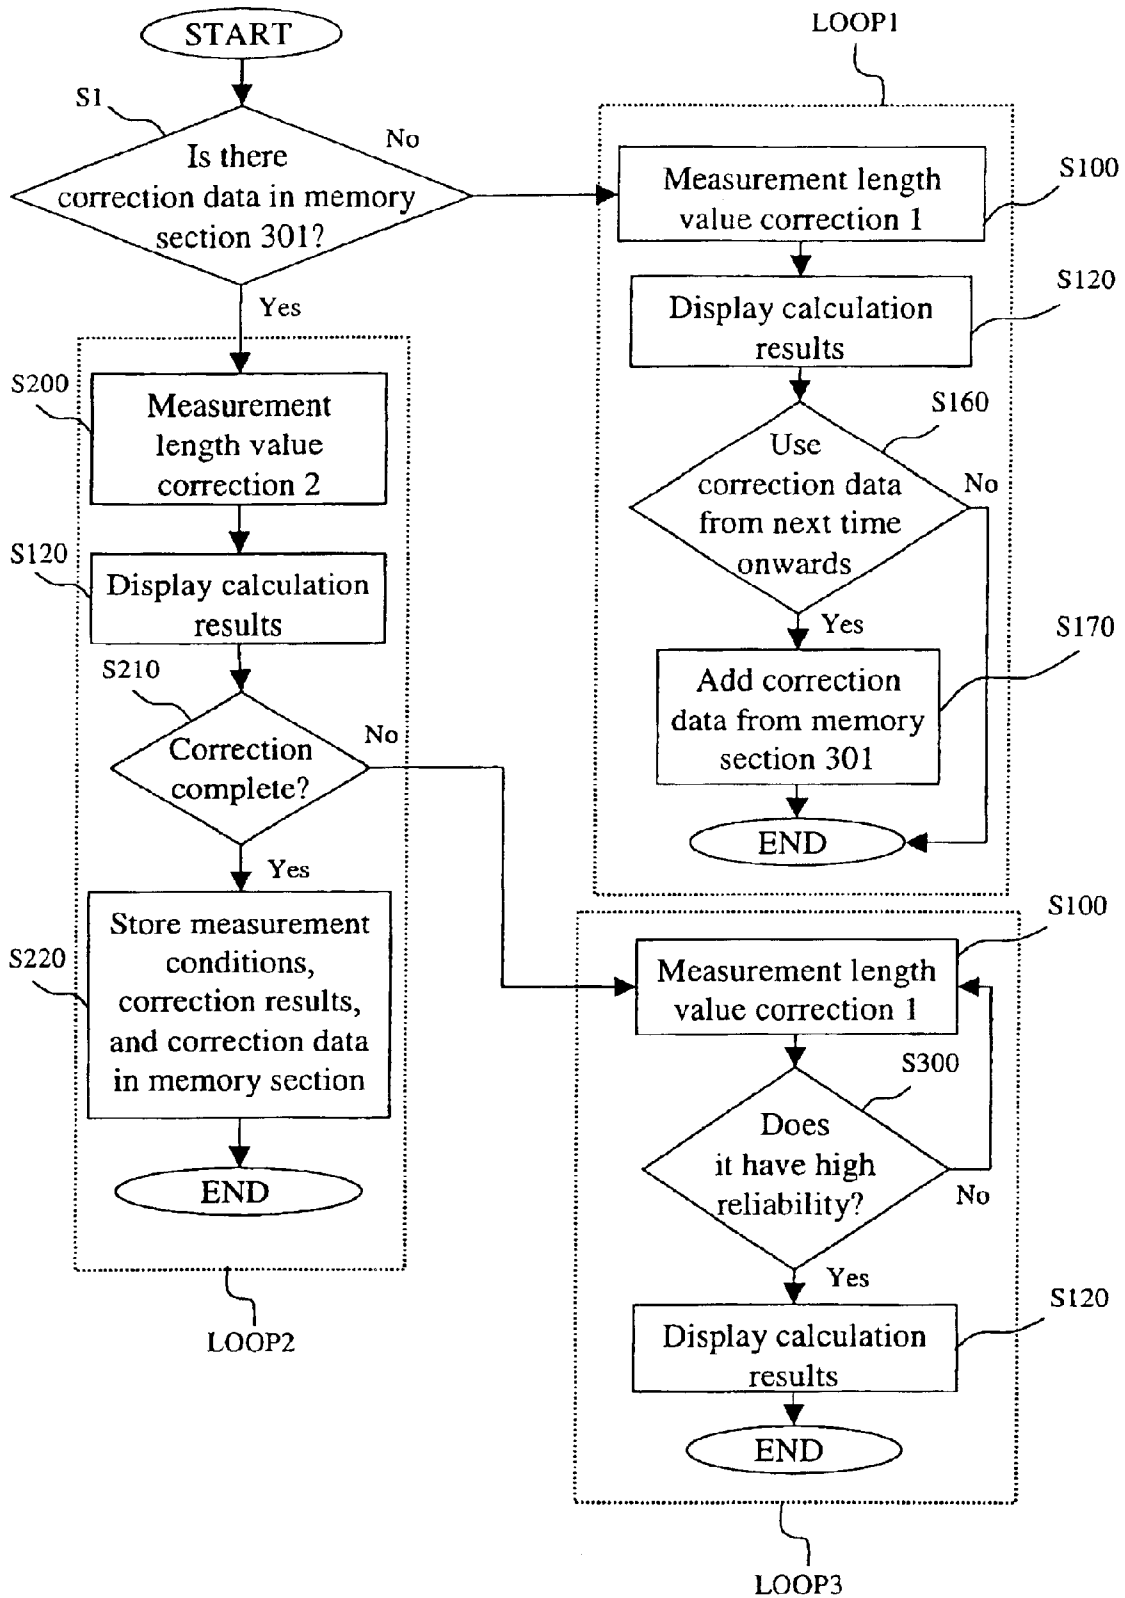 START
S1
Is there
correction data in memory
section 301?
No
Yes
LOOP1
Measurement length
value correction 1
S100
Display calculation
results
S120
S160
Use
correction data
from next time
onwards
No
Yes
S170
Add correction
data from memory
section 301
END
S200
Measurement
length value
correction 2
S120
Display calculation
results
S210
Correction
complete?
No
Yes
S220
Store measurement
conditions,
correction results,
and correction data
in memory section
END
LOOP2
S100
Measurement length
value correction 1
S300
Does
it have high
reliability?
No
Yes
S120
Display calculation
results
END
LOOP3